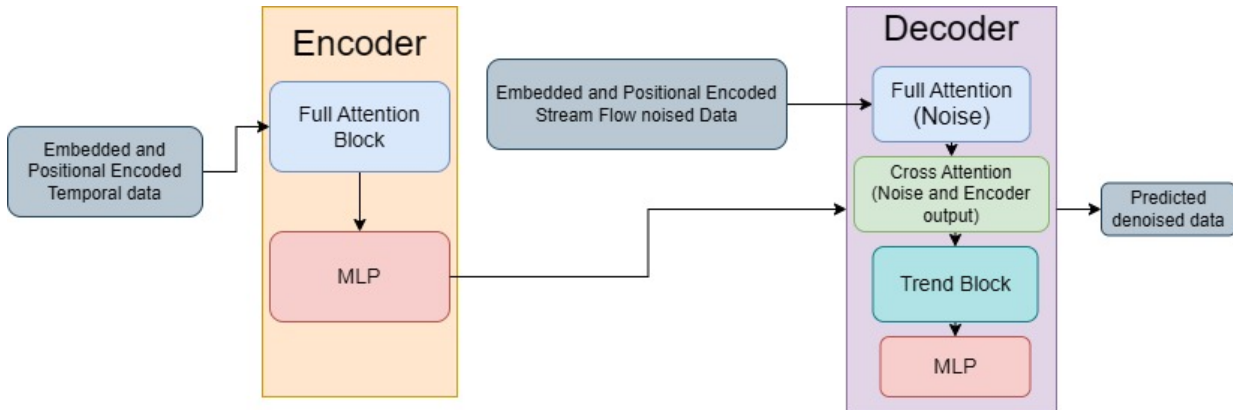 Encoder
Full Attention
Block
MLP
Embedded and
Positional Encoded
Temporal data
Embedded and Positional Encoded
Stream Flow noised Data
Decoder
Full Attention
(Noise)
Cross Attention
(Noise and Encoder
output)
Trend Block
MLP
Predicted
denoised data